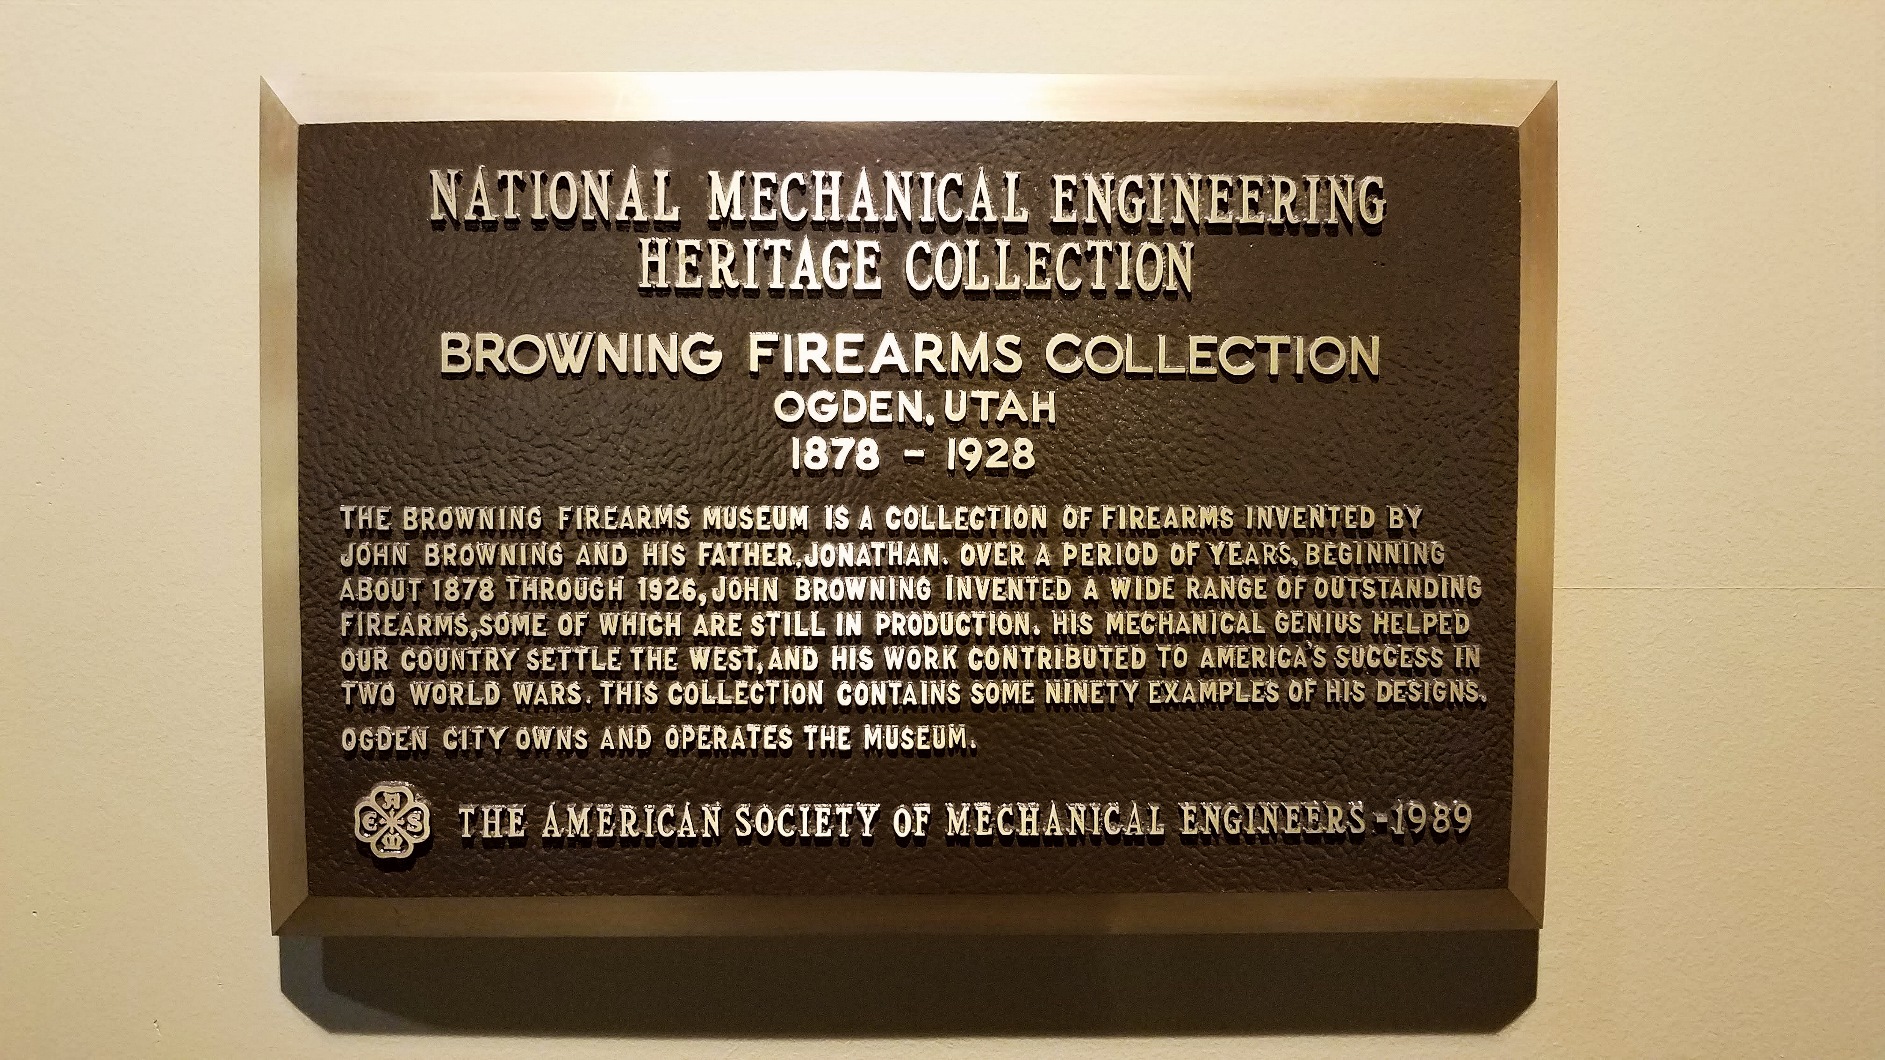 NATIONAL MECHANICAL ENGINEERING
HERITAGE COLLECTION
BROWNING FIREARMS COLLECTION
OGDEN, UTAH
1878 - 1928
THE BROWNING FIREARMS MUSEUM IS A COLLECTION OF FIREARMS INVENTED BY
JOHN BROWNING AND HIS FATHER, JONATHAN. OVER A PERIOD OF YEARS, BEGINNING
ABOUT 1878 THROUGH 1926, JOHN BROWNING INVENTED A WIDE RANGE OF OUTSTANDING
FIREARMS, SOME OF WHICH ARE STILL IN PRODUCTION. HIS MECHANICAL GENIUS HELPED
OUR COUNTRY SETTLE THE WEST, AND HIS WORK CONTRIBUTED TO AMERICA'S SUCCESS IN
TWO WORLD WARS. THIS COLLECTION CONTAINS SOME NINETY EXAMPLES OF HIS DESIGNS.
OGDEN CITY OWNS AND OPERATES THE MUSEUM.
A
E S
M
THE AMERICAN SOCIETY OF MECHANICAL ENGINEERS - 1989